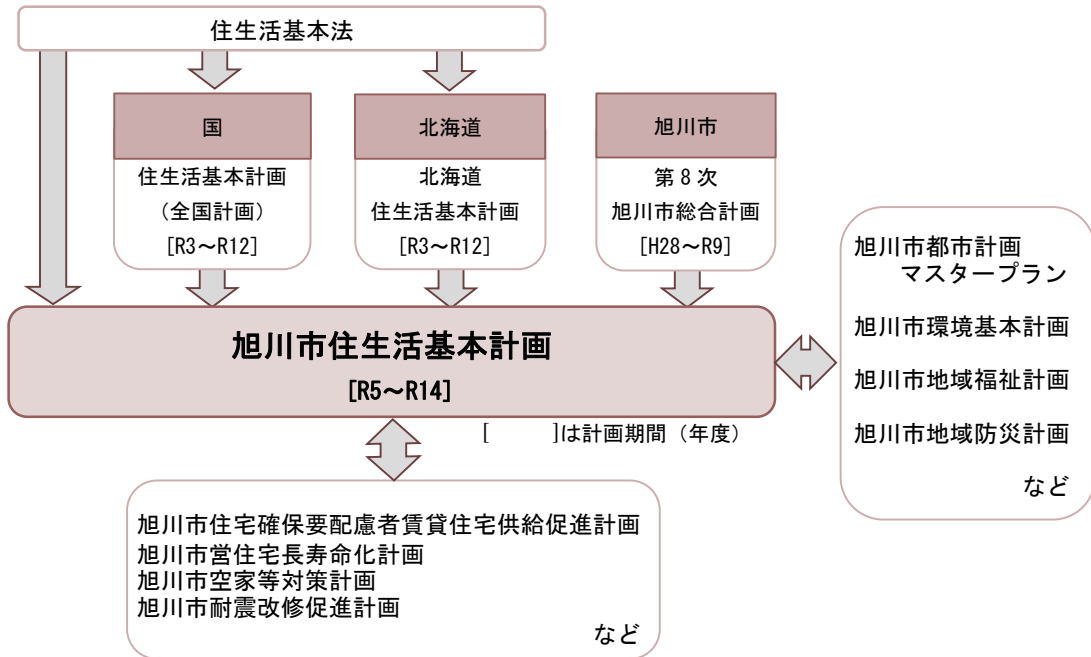 住生活基本法
国
住生活基本計画
（全国計画）
[R3～R12]
北海道
北海道
住生活基本計画
[R3～R12]
旭川市
第８次
旭川市総合計画
[H28～R9]
旭川市住生活基本計画
[R5～R14]
[　　　]は計画期間（年度）
旭川市都市計画
マスタープラン
旭川市環境基本計画
旭川市地域福祉計画
旭川市地域防災計画
など
旭川市住宅確保要配慮者賃貸住宅供給促進計画
旭川市営住宅長寿命化計画
旭川市空家等対策計画
旭川市耐震改修促進計画
など